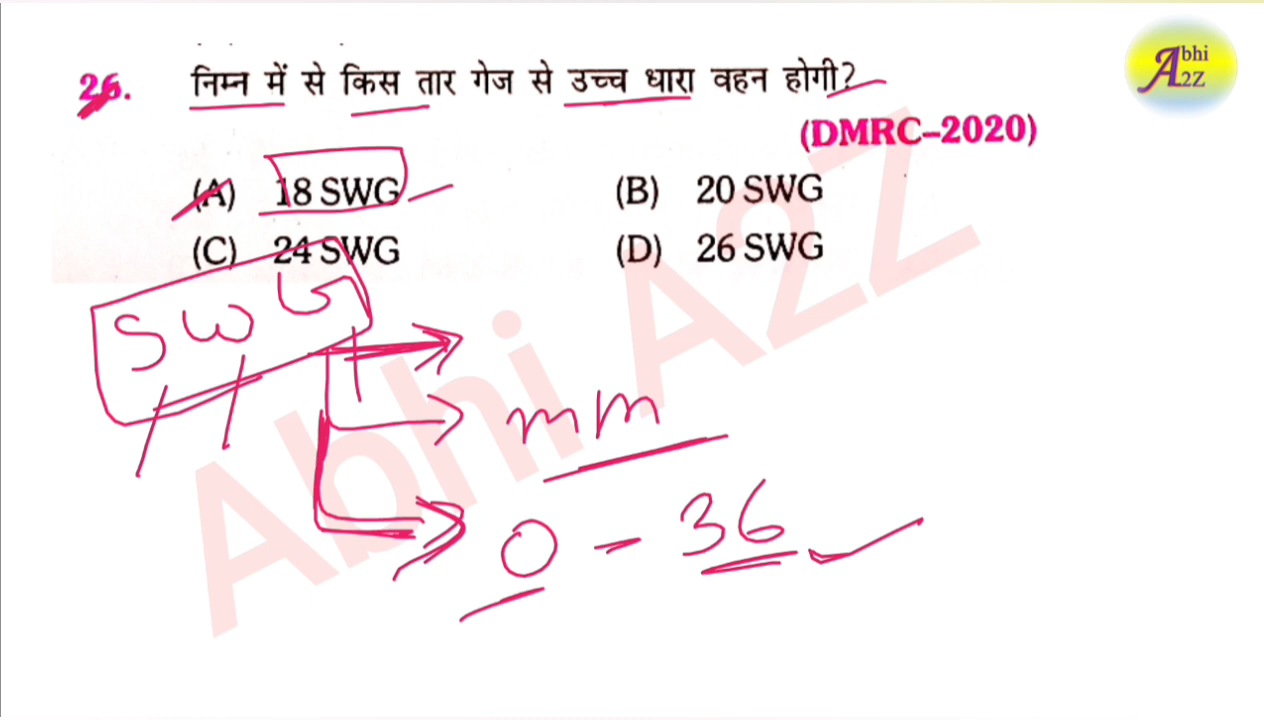 Abhi
A2Z
26. निम्न में से किस तार गेज से उच्च धारा वहन होगी?
(DMRC–2020)
(A) 18 SWG (B) 20 SWG
(C) 24 SWG (D) 26 SWG
SWG
mm
0 – 36
Abhi A2Z